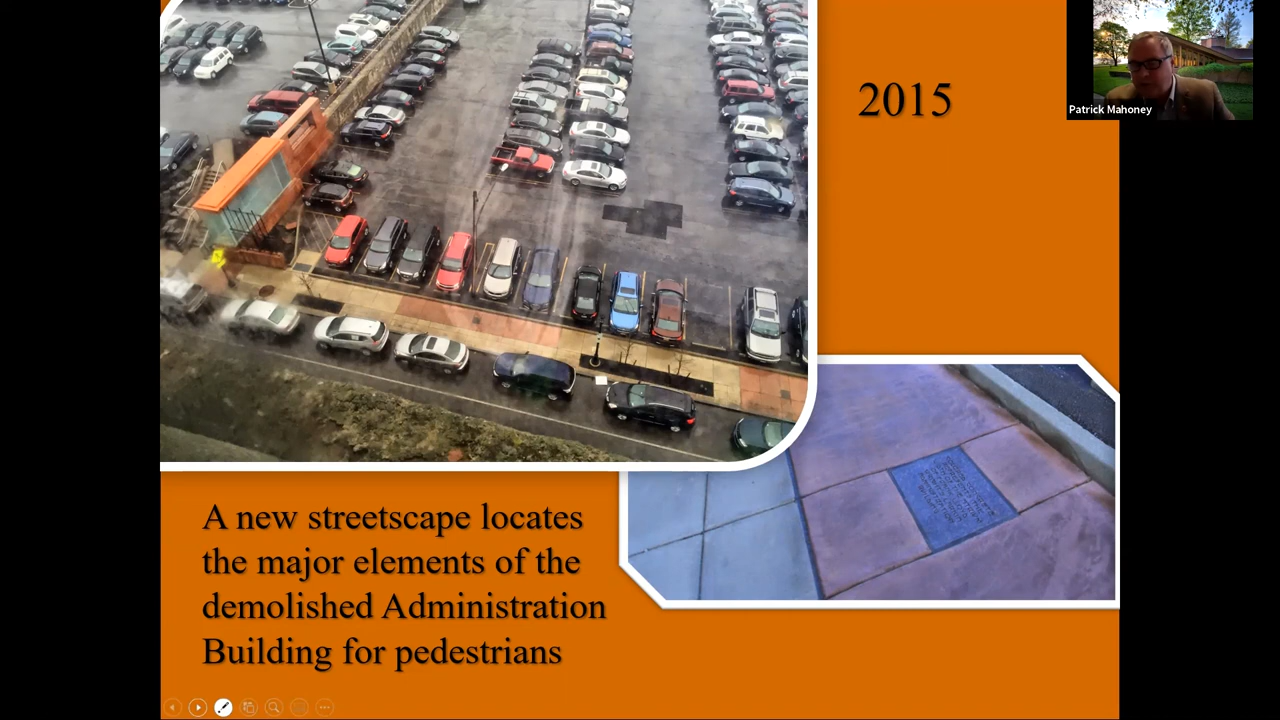 2015
Patrick Mahoney
A new streetscape locates
the major elements of the
demolished Administration
Building for pedestrians